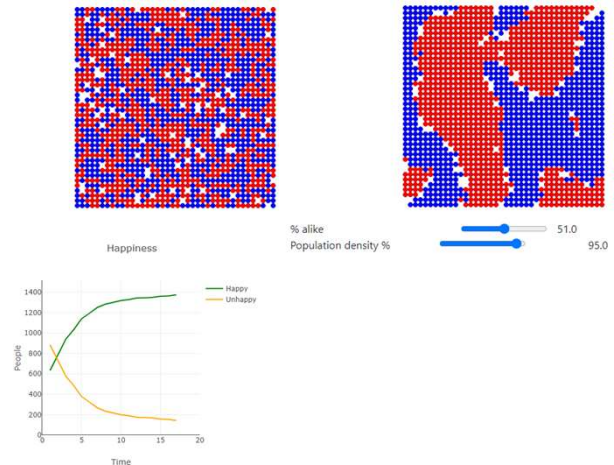 % alike 51.0
Population density % 95.0
Happiness
Happy
Unhappy
1400
1200
1000
800
600
400
200
0
People
0 5 10 15 20
Time